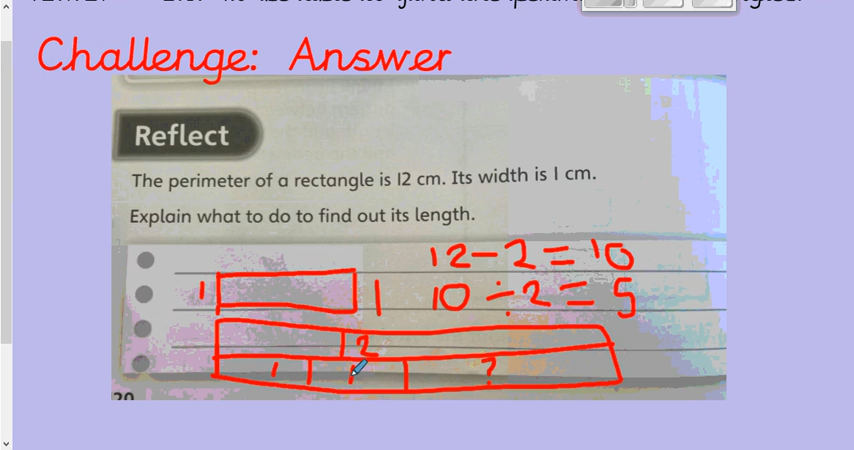 Challenge: Answer
Reflect
The perimeter of a rectangle is 12 cm. Its width is 1 cm.
Explain what to do to find out its length.
12 - 2 = 10
1 1 10 ÷ 2 = 5
12
1 1 ?
20